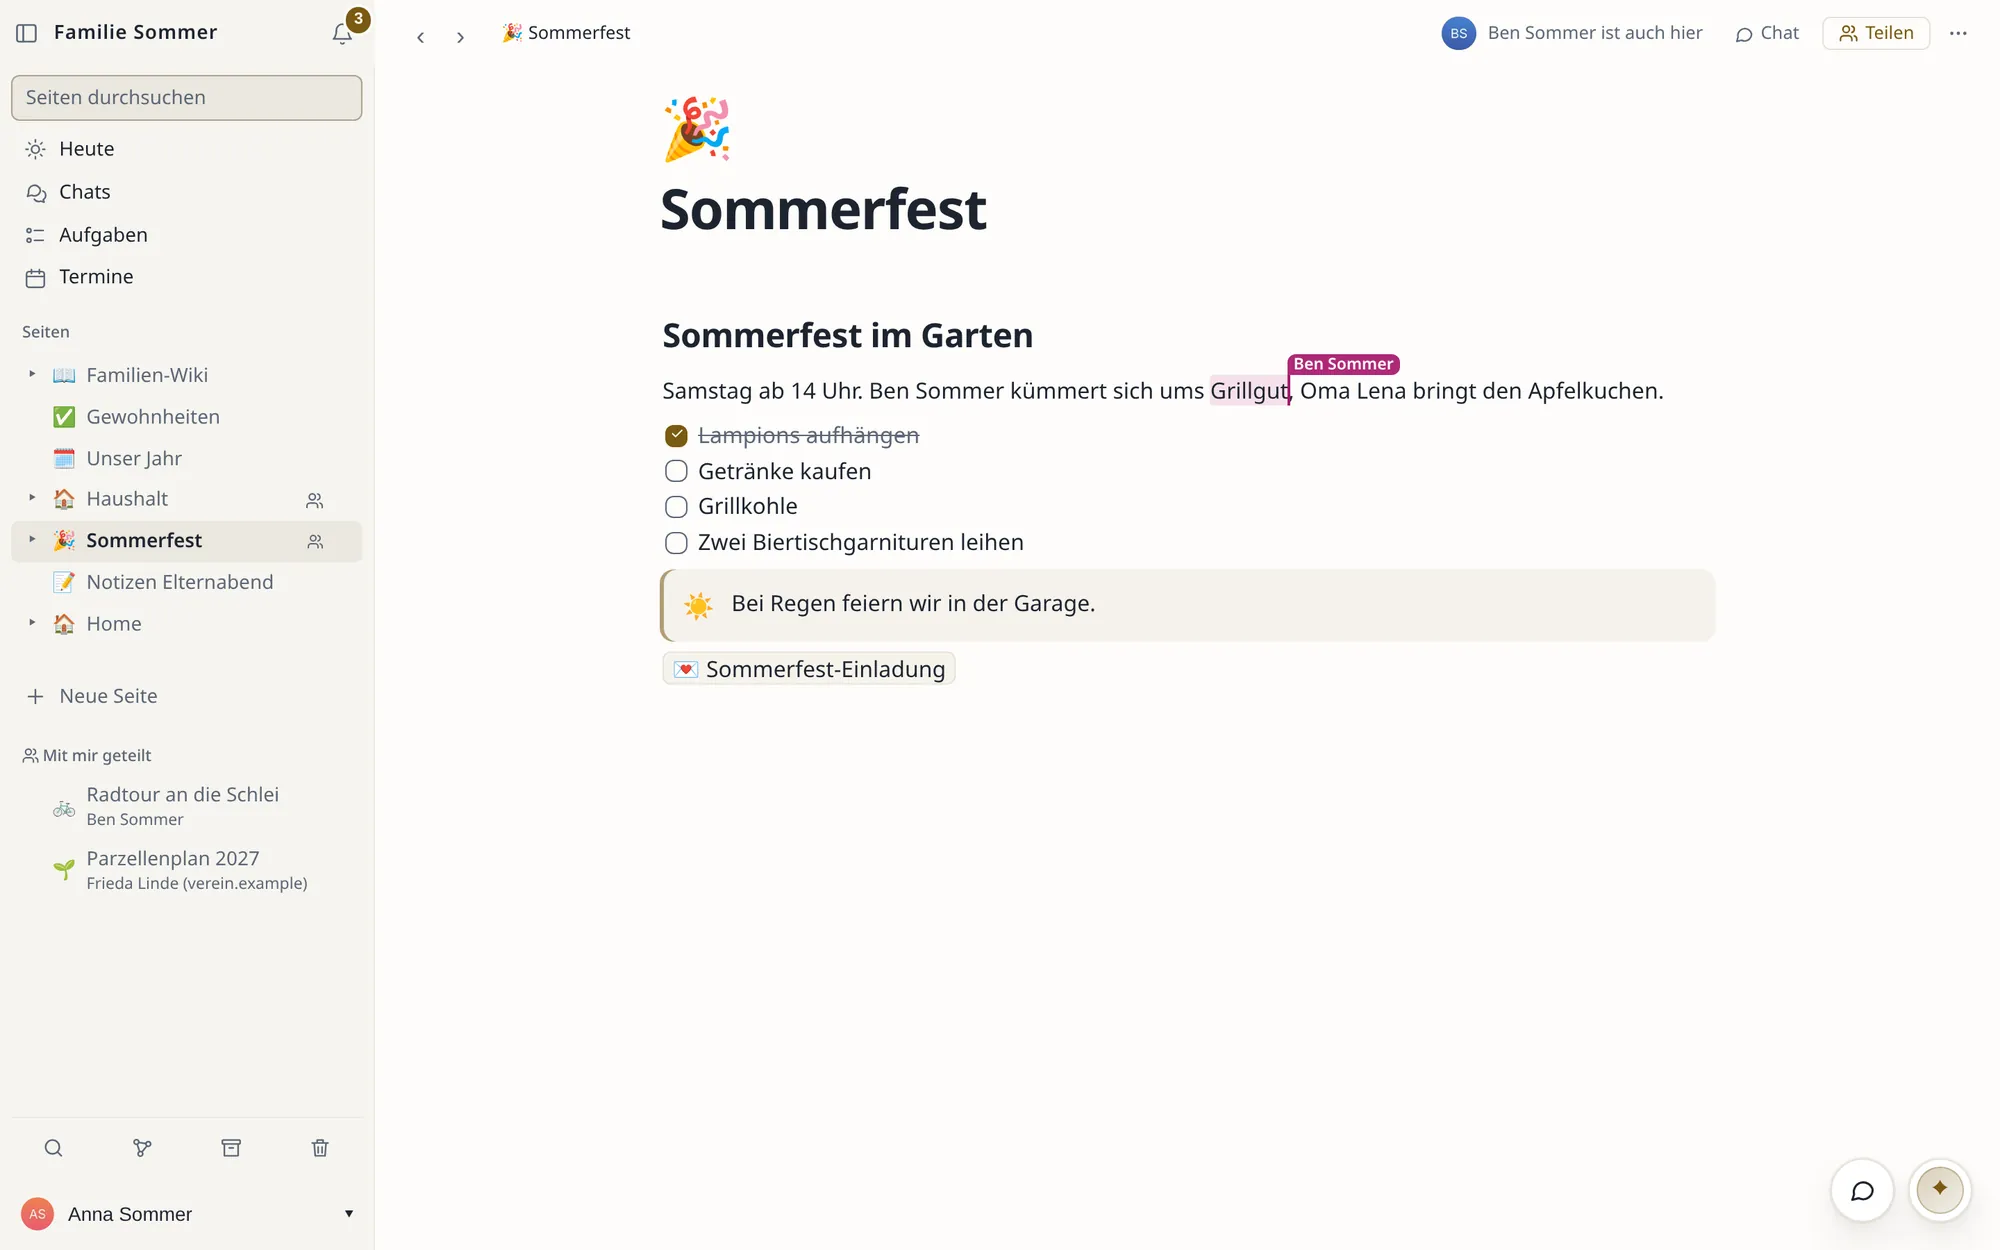 Familie Sommer
3
Seiten durchsuchen
Heute
Chats
Aufgaben
Termine
Seiten
Familien-Wiki
Gewohnheiten
Unser Jahr
Haushalt
Sommerfest
Notizen Elternabend
Home
Neue Seite
Mit mir geteilt
Radtour an die Schlei
Ben Sommer
Parzellenplan 2027
Frieda Linde (verein.example)
AS Anna Sommer
Sommerfest
BS Ben Sommer ist auch hier
Chat
Teilen
Sommerfest
Sommerfest im Garten
Ben Sommer
Samstag ab 14 Uhr. Ben Sommer kümmert sich ums Grillgut, Oma Lena bringt den Apfelkuchen.
Lampions aufhängen
Getränke kaufen
Grillkohle
Zwei Biertischgarnituren leihen
Bei Regen feiern wir in der Garage.
Sommerfest-Einladung